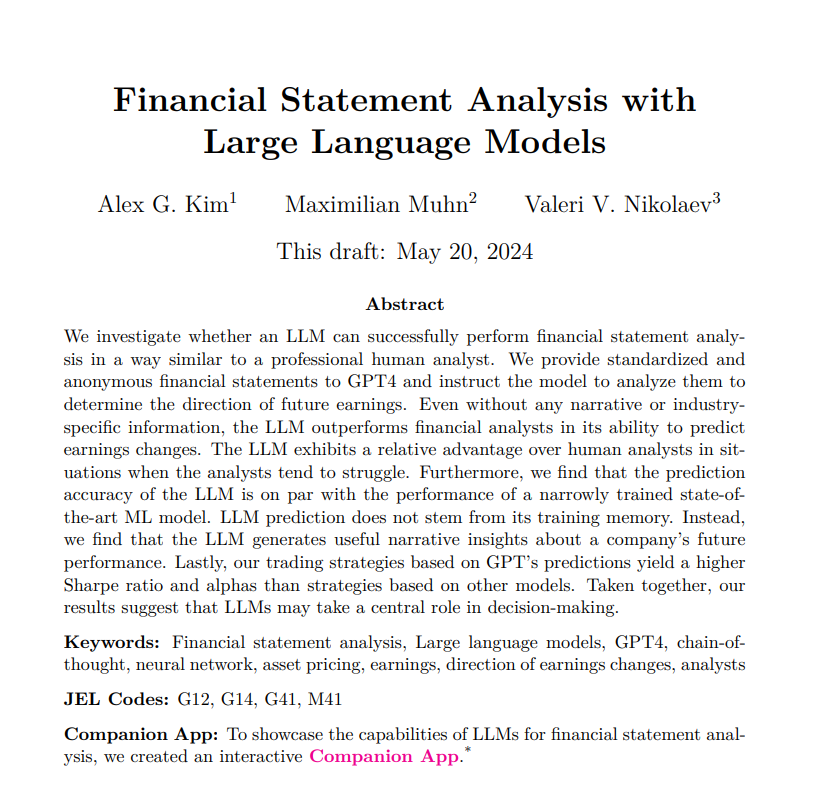 Financial Statement Analysis with
Large Language Models
Alex G. Kim1 Maximilian Muhn2 Valeri V. Nikolaev3
This draft: May 20, 2024
Abstract
We investigate whether an LLM can successfully perform financial statement analy-
sis in a way similar to a professional human analyst. We provide standardized and
anonymous financial statements to GPT4 and instruct the model to analyze them to
determine the direction of future earnings. Even without any narrative or industry-
specific information, the LLM outperforms financial analysts in its ability to predict
earnings changes. The LLM exhibits a relative advantage over human analysts in sit-
uations when the analysts tend to struggle. Furthermore, we find that the prediction
accuracy of the LLM is on par with the performance of a narrowly trained state-of-
the-art ML model. LLM prediction does not stem from its training memory. Instead,
we find that the LLM generates useful narrative insights about a company's future
performance. Lastly, our trading strategies based on GPT's predictions yield a higher
Sharpe ratio and alphas than strategies based on other models. Taken together, our
results suggest that LLMs may take a central role in decision-making.
Keywords: Financial statement analysis, Large language models, GPT4, chain-of-
thought, neural network, asset pricing, earnings, direction of earnings changes, analysts
JEL Codes: G12, G14, G41, M41
Companion App: To showcase the capabilities of LLMs for financial statement anal-
ysis, we created an interactive Companion App.*